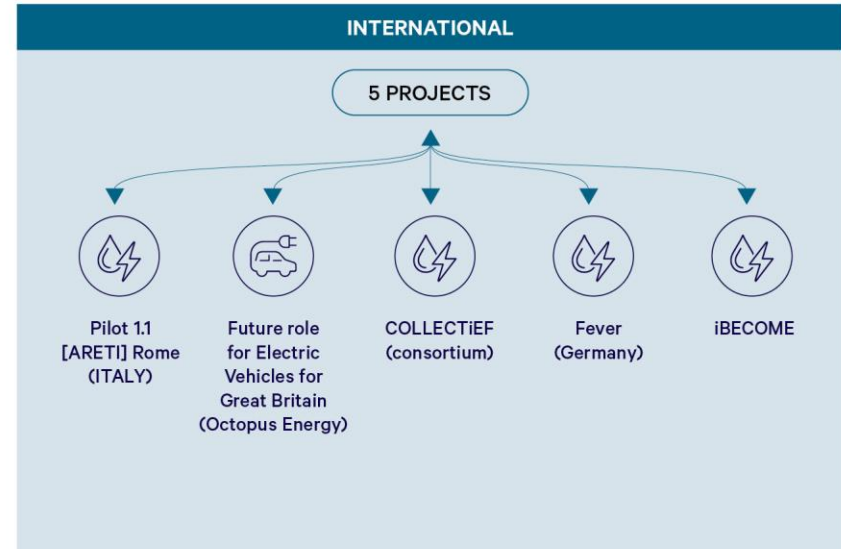 INTERNATIONAL
5 PROJECTS
Pilot 1.1
[ARETI] Rome
(ITALY)
Future role
for Electric
Vehicles for
Great Britain
(Octopus Energy)
COLLECTiEF
(consortium)
Fever
(Germany)
iBECOME